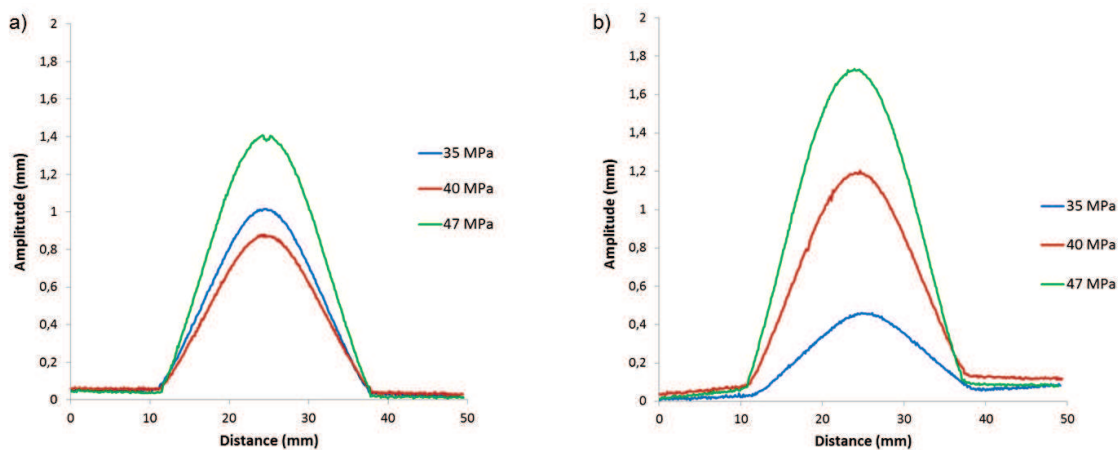 a)
Amplitutde (mm)
2
1,8
1,6
1,4
1,2
1
0,8
0,6
0,4
0,2
0
0 10 20 30 40 50
Distance (mm)
35 MPa
40 MPa
47 MPa
b)
Amplitude (mm)
2
1,8
1,6
1,4
1,2
1
0,8
0,6
0,4
0,2
0
0 10 20 30 40 50
Distance (mm)
35 MPa
40 MPa
47 MPa